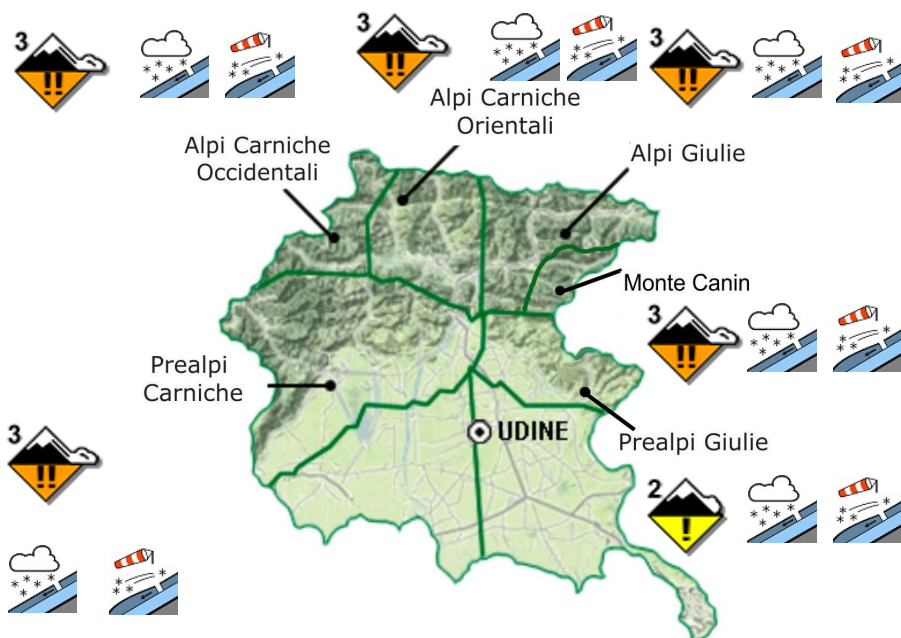 3
3
3
Alpi Carniche
Orientali
Alpi Carniche
Occidentali
Alpi Giulie
Monte Canin
3
Prealpi
Carniche
3
UDINE
Prealpi Giulie
2